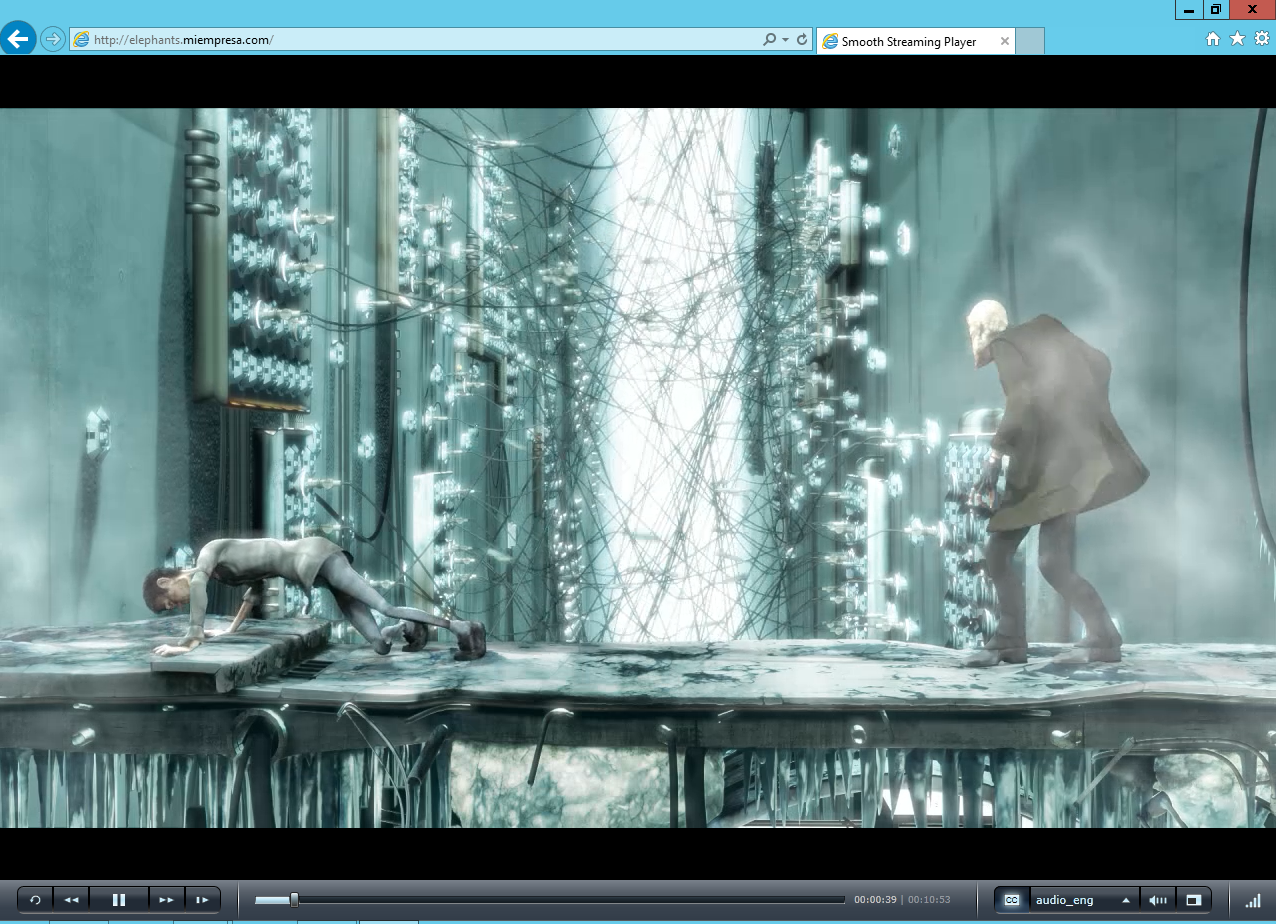 http://elephants.miempresa.com/
Smooth Streaming Player
00:00:39 | 00:10:53
CC
audio_eng